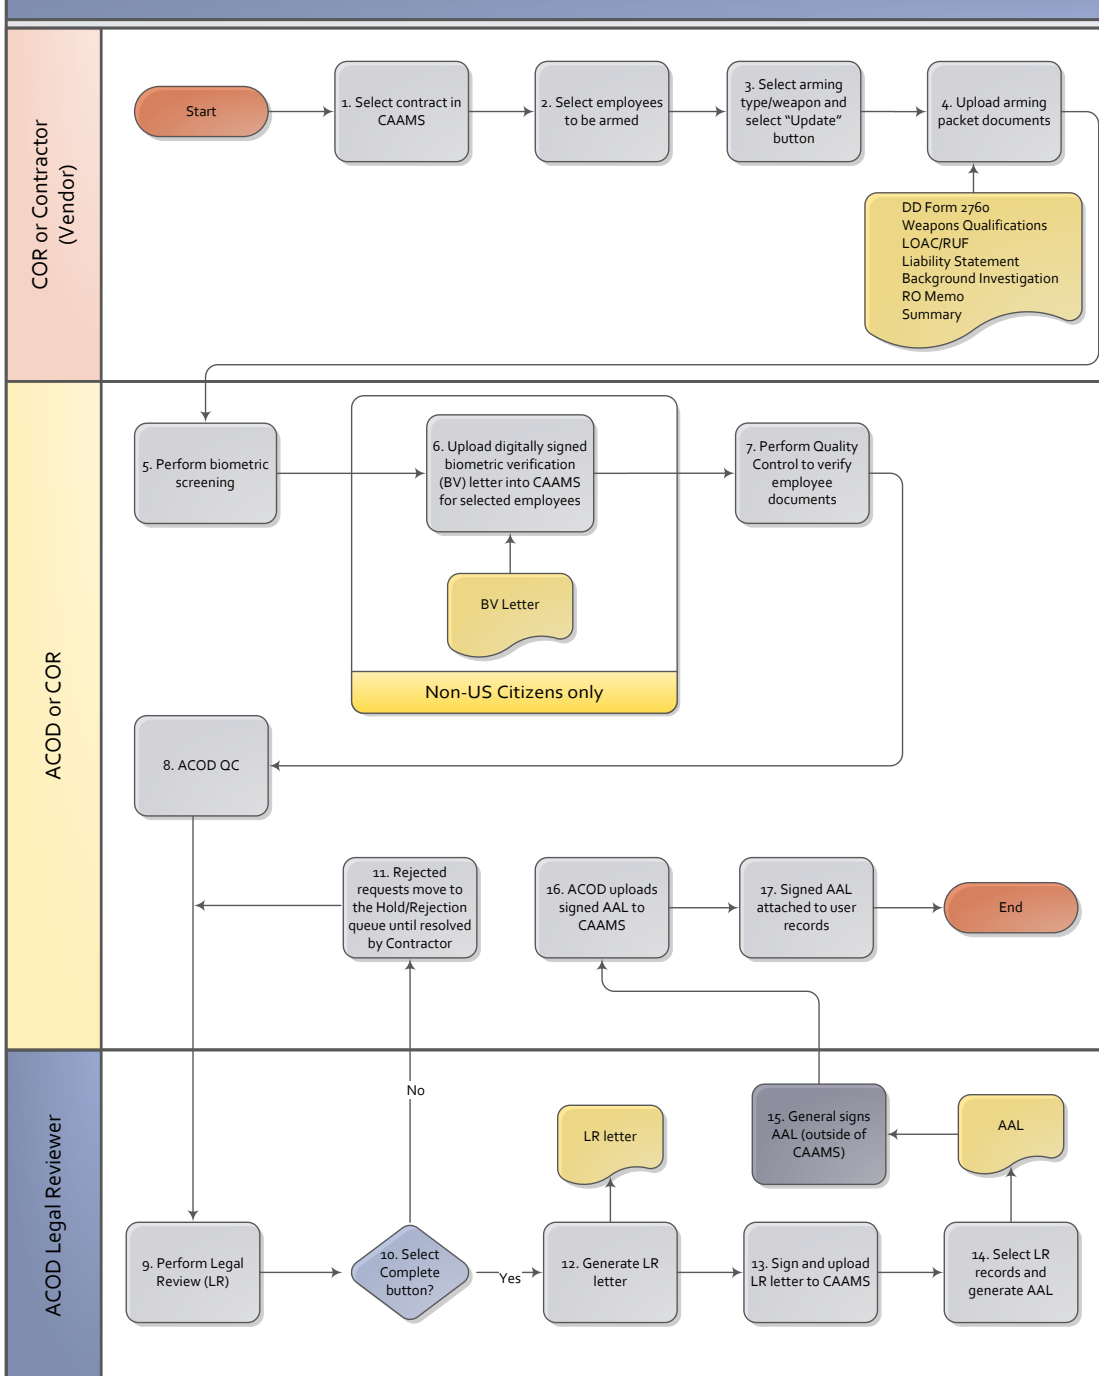 COR or Contractor
(Vendor)
Start
1. Select contract in
CAAMS
2. Select employees
to be armed
3. Select arming
type/weapon and
select “Update”
button
4. Upload arming
packet documents
DD Form 2760
Weapons Qualifications
LOAC/RUF
Liability Statement
Background Investigation
RO Memo
Summary
ACOD or COR
5. Perform biometric
screening
6. Upload digitally signed
biometric verification
(BV) letter into CAAMS
for selected employees
7. Perform Quality
Control to verify
employee
documents
BV Letter
Non-US Citizens only
8. ACOD QC
11. Rejected
requests move to
the Hold/Rejection
queue until resolved
by Contractor
16. ACOD uploads
signed AAL to
CAAMS
17. Signed AAL
attached to user
records
End
ACOD Legal Reviewer
No
LR letter
15. General signs
AAL (outside of
CAAMS)
AAL
9. Perform Legal
Review (LR)
10. Select
Complete
button?
Yes
12. Generate LR
letter
13. Sign and upload
LR letter to CAAMS
14. Select LR
records and
generate AAL